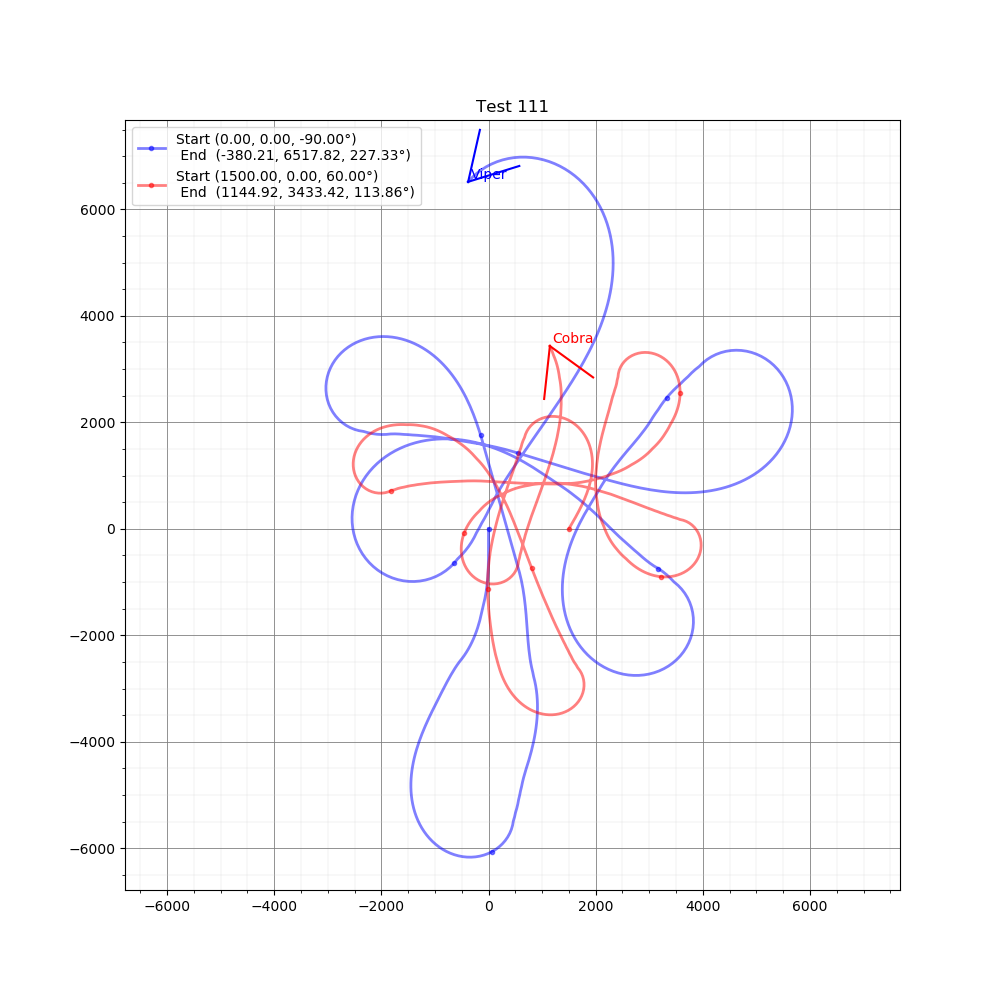 Test 111
Start (0.00, 0.00, -90.00°)
End (-380.21, 6517.82, 227.33°)
Start (1500.00, 0.00, 60.00°)
End (1144.92, 3433.42, 113.86°)
Viper
Cobra
6000
4000
2000
0
−2000
−4000
−6000
−6000 −4000 −2000 0 2000 4000 6000